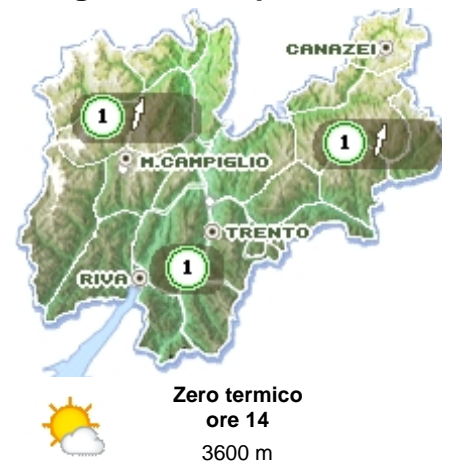 CANAZEI
1
1
M.CAMPIGLIO
TRENTO
1
RIVA
Zero termico
ore 14
3600 m